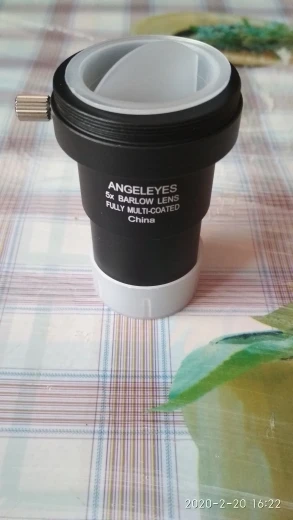 ANGELEYES
5x BARLOW LENS
FULLY MULTI-COATED
China
2020-2-20 16:22